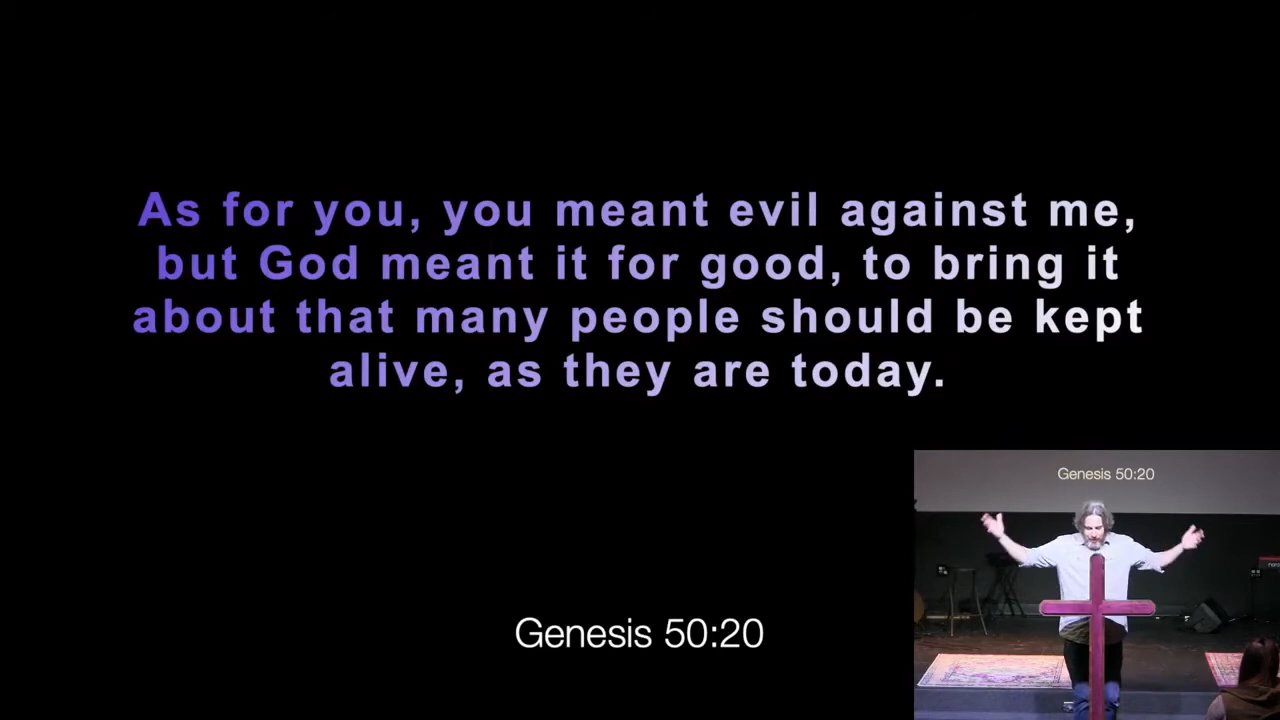 As for you, you meant evil against me,
but God meant it for good, to bring it
about that many people should be kept
alive, as they are today.
Genesis 50:20
Genesis 50:20